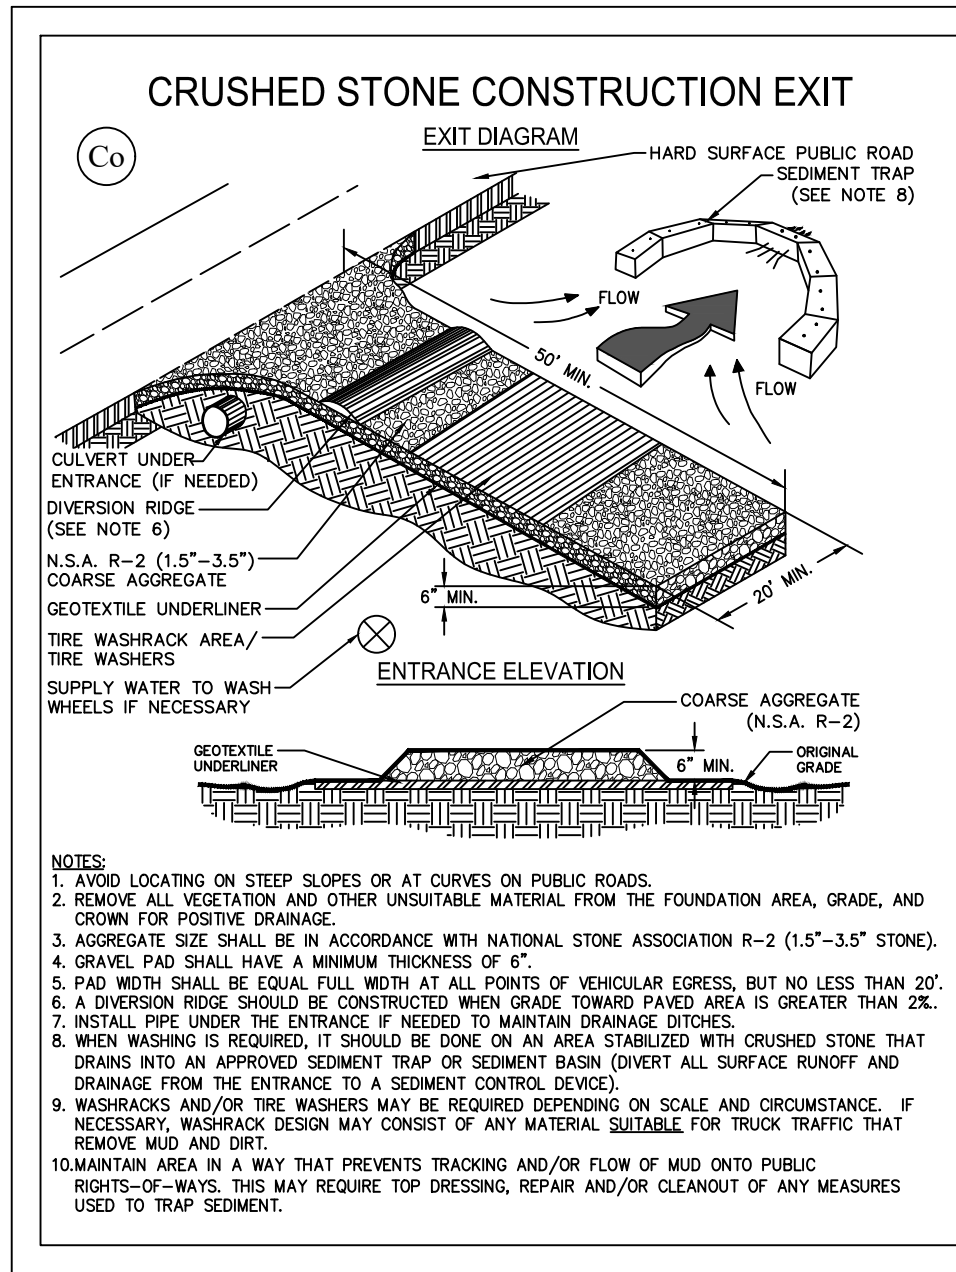 CRUSHED STONE CONSTRUCTION EXIT
EXIT DIAGRAM
Co
HARD SURFACE PUBLIC ROAD
SEDIMENT TRAP
(SEE NOTE 8)
FLOW
50' MIN.
FLOW
CULVERT UNDER
ENTRANCE (IF NEEDED)
DIVERSION RIDGE
(SEE NOTE 6)
N.S.A. R-2 (1.5"-3.5")
COARSE AGGREGATE
GEOTEXTILE UNDERLINER
6" MIN.
20' MIN.
TIRE WASHRACK AREA/
TIRE WASHERS
SUPPLY WATER TO WASH
WHEELS IF NECESSARY
ENTRANCE ELEVATION
COARSE AGGREGATE
(N.S.A. R-2)
GEOTEXTILE
UNDERLINER
6" MIN.
ORIGINAL
GRADE
NOTES:
1. AVOID LOCATING ON STEEP SLOPES OR AT CURVES ON PUBLIC ROADS.
2. REMOVE ALL VEGETATION AND OTHER UNSUITABLE MATERIAL FROM THE FOUNDATION AREA, GRADE, AND
CROWN FOR POSITIVE DRAINAGE.
3. AGGREGATE SIZE SHALL BE IN ACCORDANCE WITH NATIONAL STONE ASSOCIATION R-2 (1.5"-3.5" STONE).
4. GRAVEL PAD SHALL HAVE A MINIMUM THICKNESS OF 6".
5. PAD WIDTH SHALL BE EQUAL FULL WIDTH AT ALL POINTS OF VEHICULAR EGRESS, BUT NO LESS THAN 20'.
6. A DIVERSION RIDGE SHOULD BE CONSTRUCTED WHEN GRADE TOWARD PAVED AREA IS GREATER THAN 2%..
7. INSTALL PIPE UNDER THE ENTRANCE IF NEEDED TO MAINTAIN DRAINAGE DITCHES.
8. WHEN WASHING IS REQUIRED, IT SHOULD BE DONE ON AN AREA STABILIZED WITH CRUSHED STONE THAT
DRAINS INTO AN APPROVED SEDIMENT TRAP OR SEDIMENT BASIN (DIVERT ALL SURFACE RUNOFF AND
DRAINAGE FROM THE ENTRANCE TO A SEDIMENT CONTROL DEVICE).
9. WASHRACKS AND/OR TIRE WASHERS MAY BE REQUIRED DEPENDING ON SCALE AND CIRCUMSTANCE. IF
NECESSARY, WASHRACK DESIGN MAY CONSIST OF ANY MATERIAL SUITABLE FOR TRUCK TRAFFIC THAT
REMOVE MUD AND DIRT.
10.MAINTAIN AREA IN A WAY THAT PREVENTS TRACKING AND/OR FLOW OF MUD ONTO PUBLIC
RIGHTS-OF-WAYS. THIS MAY REQUIRE TOP DRESSING, REPAIR AND/OR CLEANOUT OF ANY MEASURES
USED TO TRAP SEDIMENT.